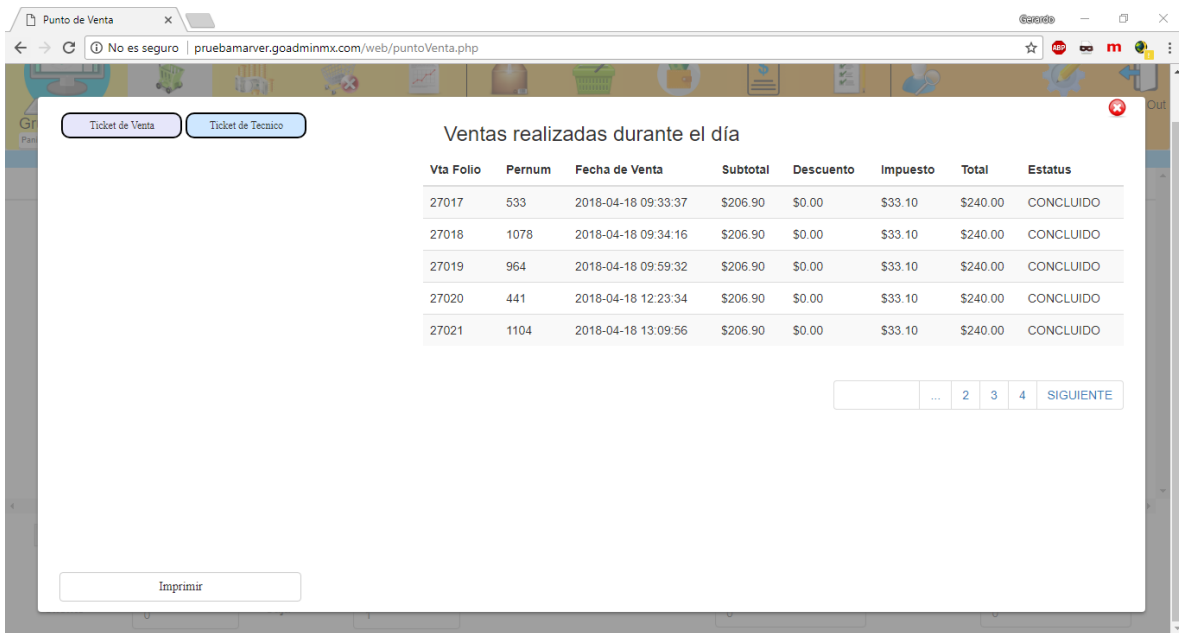 Punto de Venta
Gerardo
No es seguro | pruebamarver.goadminmx.com/web/puntoVenta.php
ABP
m
1
Out
Ticket de Venta Ticket de Tecnico
Ventas realizadas durante el día
Vta Folio Pernum Fecha de Venta Subtotal Descuento Impuesto Total Estatus
27017 533 2018-04-18 09:33:37 $206.90 $0.00 $33.10 $240.00 CONCLUIDO
27018 1078 2018-04-18 09:34:16 $206.90 $0.00 $33.10 $240.00 CONCLUIDO
27019 964 2018-04-18 09:59:32 $206.90 $0.00 $33.10 $240.00 CONCLUIDO
27020 441 2018-04-18 12:23:34 $206.90 $0.00 $33.10 $240.00 CONCLUIDO
27021 1104 2018-04-18 13:09:56 $206.90 $0.00 $33.10 $240.00 CONCLUIDO
... 2 3 4 SIGUIENTE
Imprimir